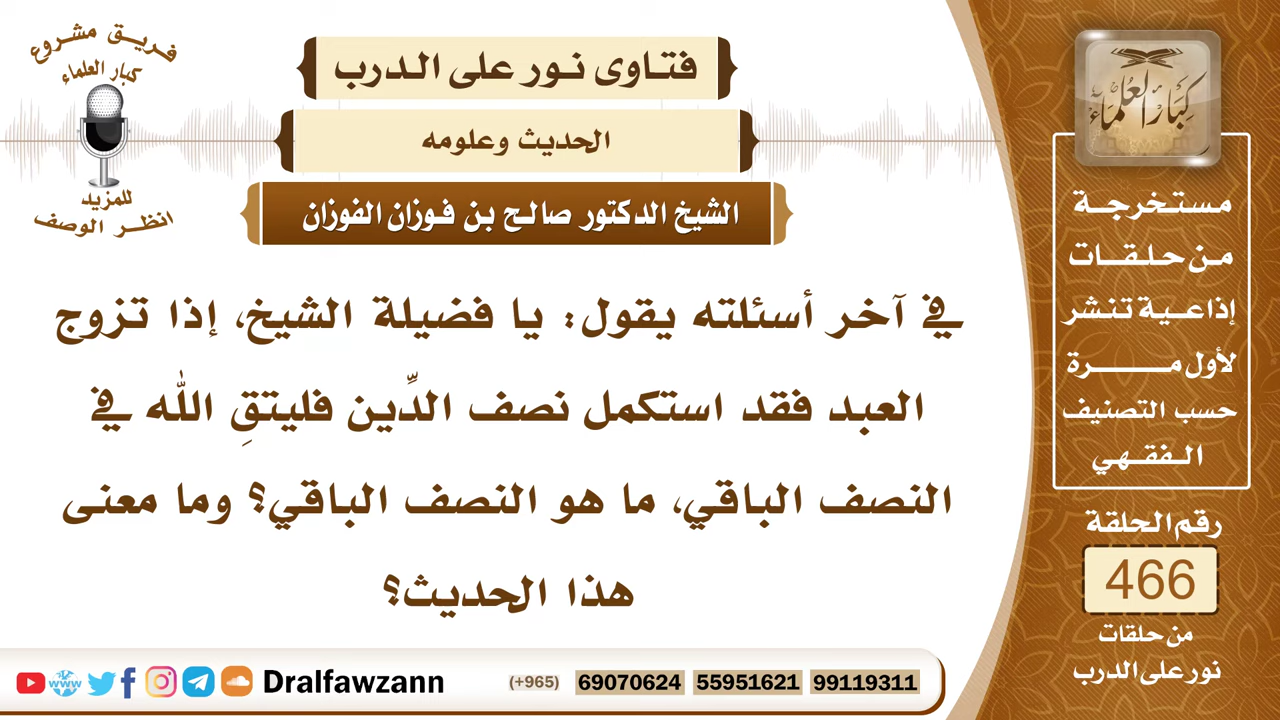 فريق مشروع
كبار العلماء
للمزيد
انظر الوصف
فتاوى نور على الدرب
الحديث وعلومه
الشيخ الدكتور صالح بن فوزان الفوزان
في آخر أسئلته يقول: يا فضيلة الشيخ، إذا تزوج
العبد فقد استكمل نصف الدِّين فليتقِ الله في
النصف الباقي، ما هو النصف الباقي؟ وما معنى
هذا الحديث؟
كبار العلماء
مستخرجة
من حلقات
إذاعية تنشر
لأول مرة
حسب التصنيف
الفقهي
رقم الحلقة
466
من حلقات
نور على الدرب
www
Dralfawzann
(+965) 69070624 55951621 99119311